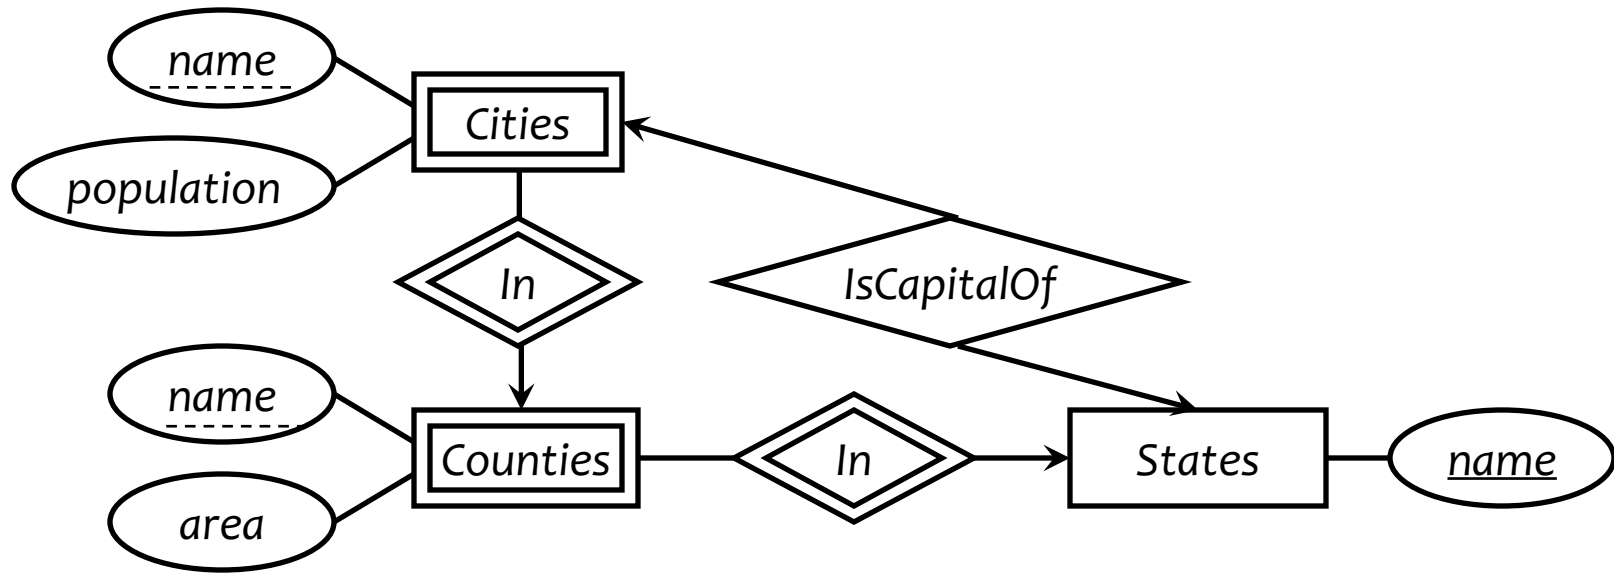 name
Cities
population
In
IsCapitalOf
name
Counties
In
States
name
area